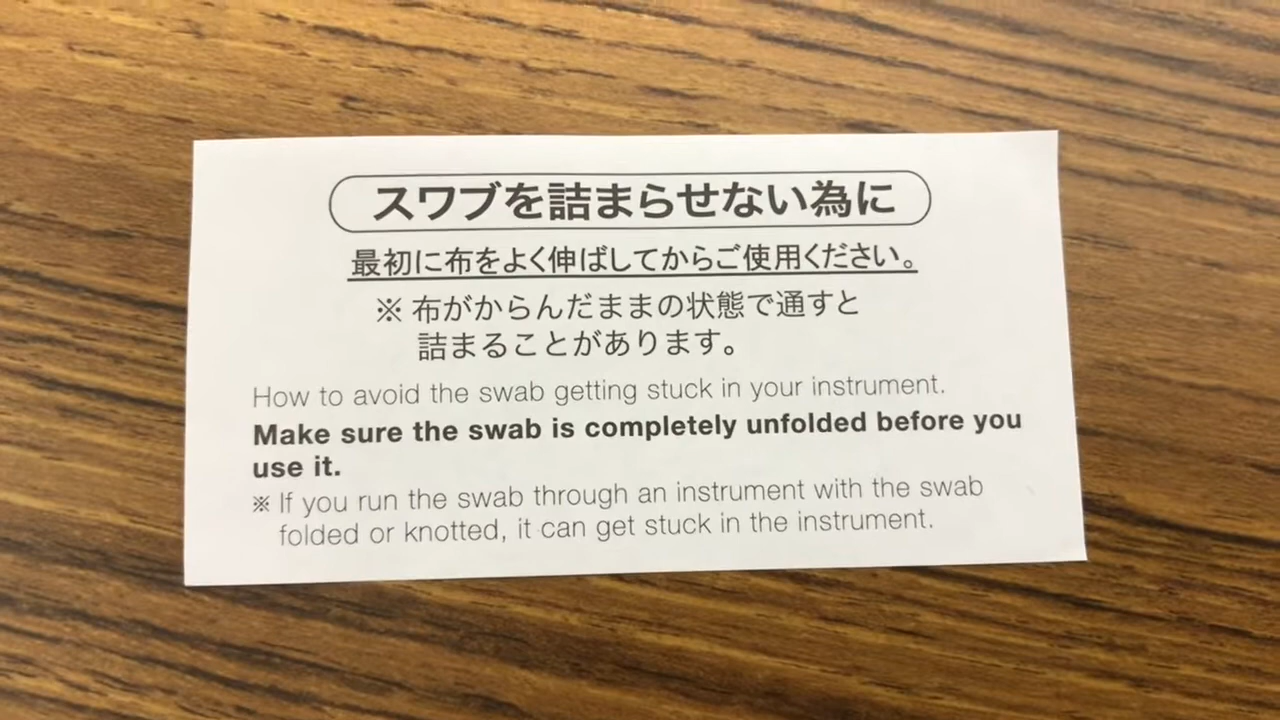 スワブを詰まらせない為に
最初に布をよく伸ばしてからご使用ください。
※ 布がからんだままの状態で通すと
詰まることがあります。
How to avoid the swab getting stuck in your instrument.
Make sure the swab is completely unfolded before you
use it.
※ If you run the swab through an instrument with the swab
folded or knotted, it can get stuck in the instrument.